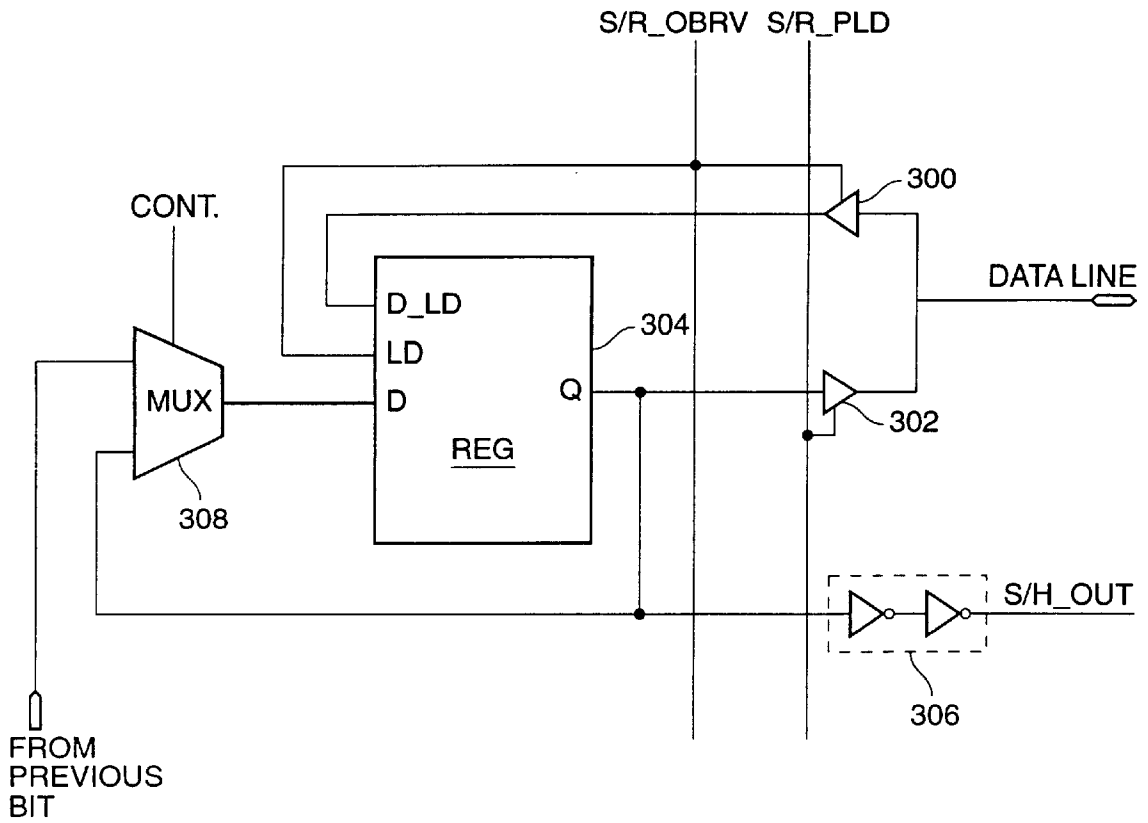 S/R_OBRV S/R_PLD
300
CONT.
DATA LINE
D_LD
304
LD
MUX
D
Q
302
REG
308
S/H_OUT
306
FROM
PREVIOUS
BIT